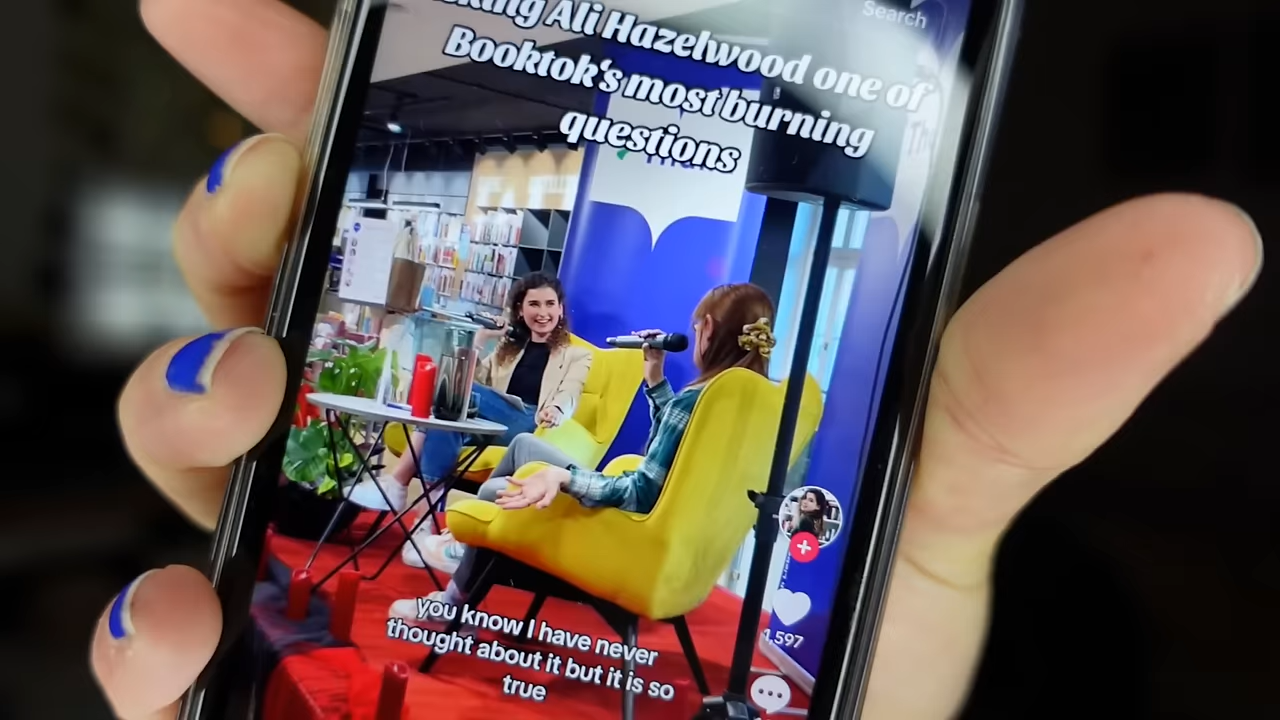 Search
Ali Hazelwood one of
Booktok's most burning
questions
you know I have never
thought about it but it is so
true
1,597